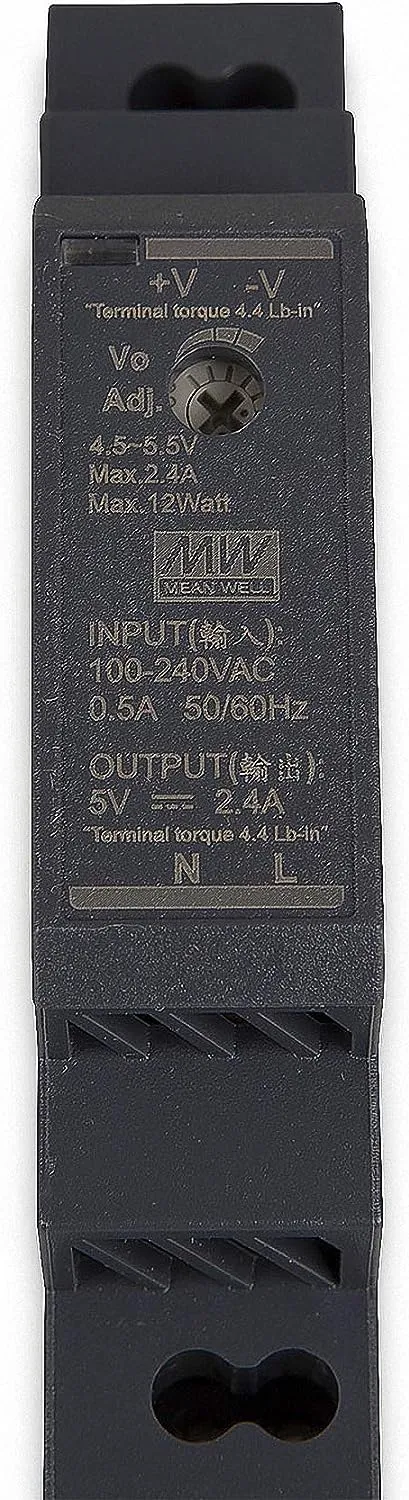 +V -V
"Terminal torque 4.4 Lb-in"
Vo
Adj.
4.5~5.5V
Max.2.4A
Max.12Watt
MW
MEAN WELL
INPUT(輸入):
100-240VAC
0.5A 50/60Hz
OUTPUT(輸出):
5V ⎓ 2.4A
"Terminal torque 4.4 Lb-in"
N L